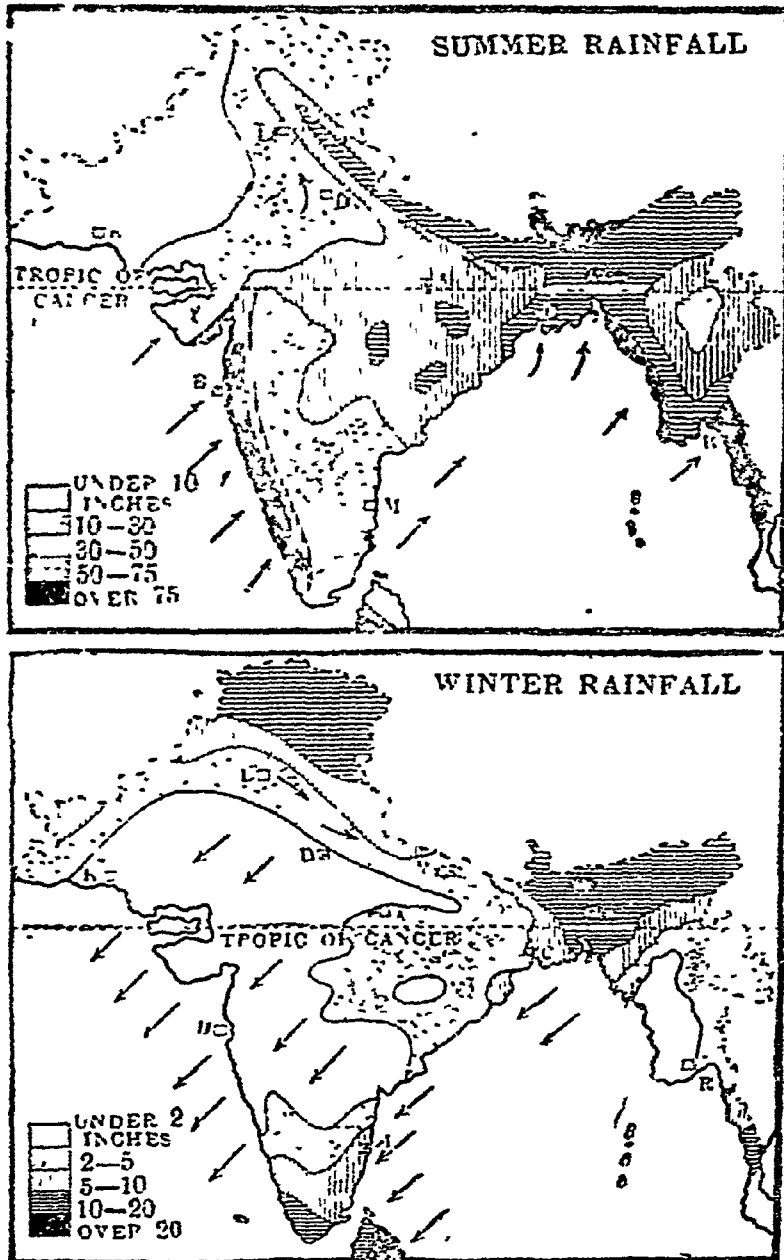 SUMMER RAINFALL
L
D
K
TROPIC OF
CANCER
B
M
R
UNDER 10
INCHES
10—30
30—50
50—75
OVER 75
WINTER RAINFALL
L
D
K
TROPIC OF CANCER
B
R
UNDER 2
INCHES
2—5
5—10
10—20
OVER 20